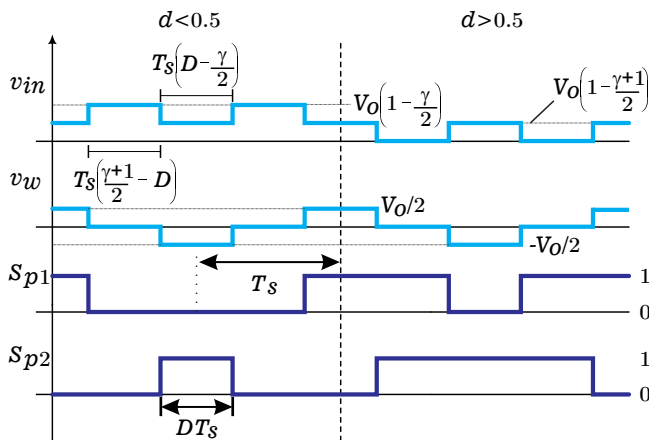 d<0.5
d>0.5
v_in
T_S(D-γ/2)
V_O(1-γ/2)
V_O(1-γ+1/2)
T_S(γ+1/2-D)
v_w
V_O/2
-V_O/2
S_p1
T_S
1
0
S_p2
1
0
DT_S